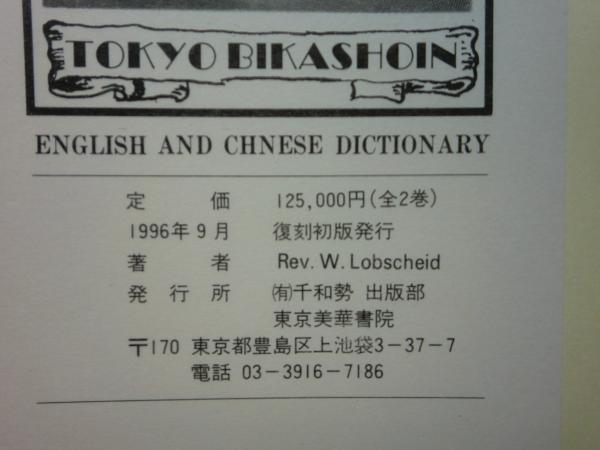 TOKYO BIKASHOIN
ENGLISH AND CHNESE DICTIONARY
定 価 125,000円(全2巻)
1996年9月 復刻初版発行
著 者 Rev. W. Lobscheid
発 行 所 ㈲千和勢 出版部
東京美華書院
〒170 東京都豊島区上池袋3-37-7
電話 03-3916-7186